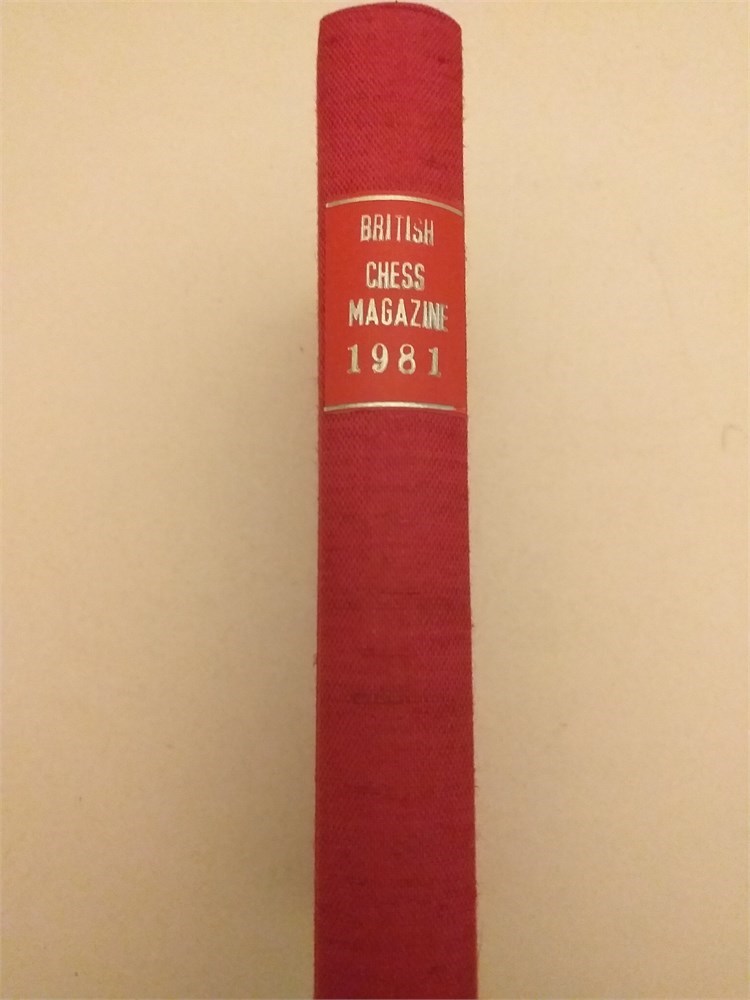 BRITISH
CHESS
MAGAZINE
1981